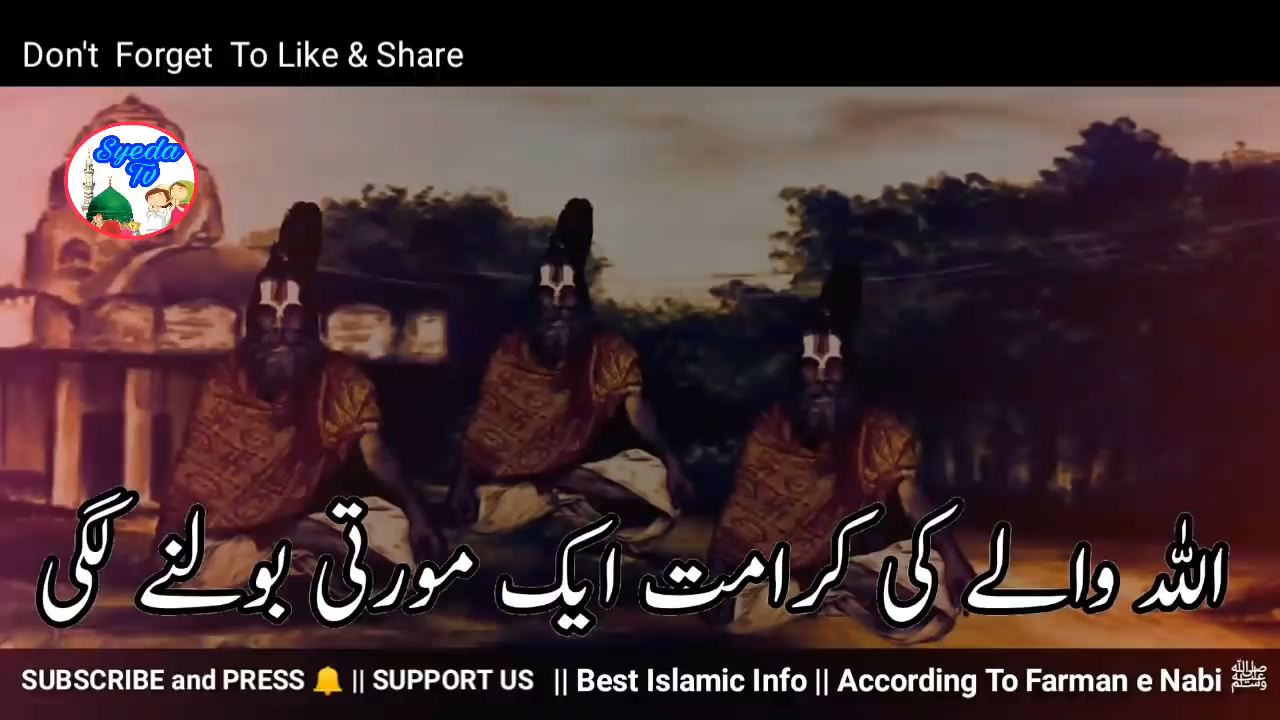 Don't Forget To Like & Share
Syeda
Tv
اللہ والے کی کرامت ایک مورتی بولنے لگی
SUBSCRIBE and PRESS 🔔 || SUPPORT US || Best Islamic Info || According To Farman e Nabi ﷺ